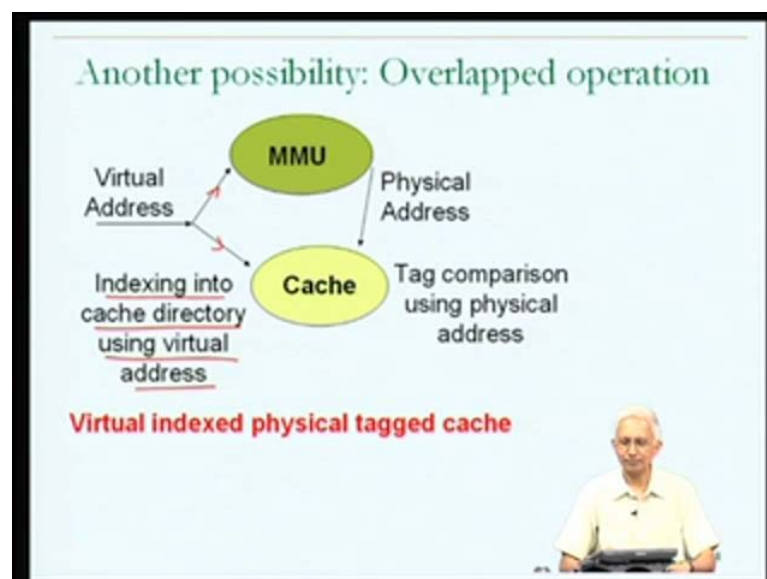 Another possibility: Overlapped operation
MMU
Virtual
Address
Physical
Address
Indexing into
cache directory
using virtual
address
Cache
Tag comparison
using physical
address
Virtual indexed physical tagged cache